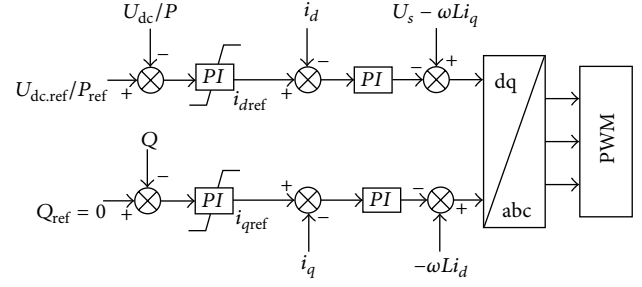 U_dc/P
i_d
U_s − ωLi_q
−
−
+
PI
PI
−
U_dc.ref/P_ref
+
i_dref
+
dq
PWM
Q
−
+
−
PI
PI
Q_ref = 0
+
i_qref
−
+
abc
i_q
−ωLi_d